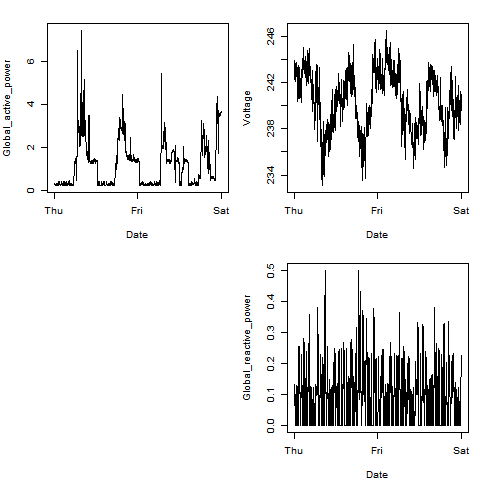 Global_active_power
0 2 4 6
Thu Fri Sat
Date
Voltage
234 238 242 246
Thu Fri Sat
Date
Global_reactive_power
0.0 0.1 0.2 0.3 0.4 0.5
Thu Fri Sat
Date